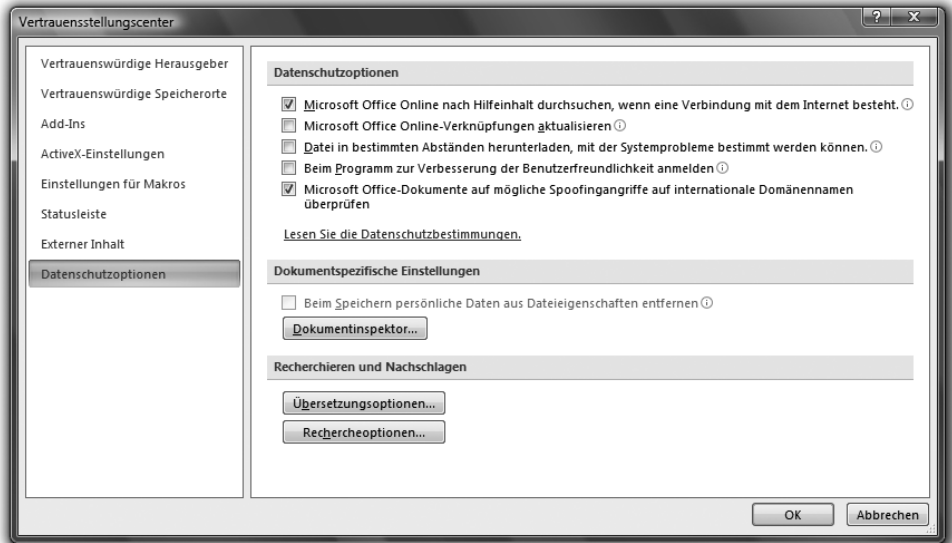 Vertrauensstellungscenter
Vertrauenswürdige Herausgeber
Vertrauenswürdige Speicherorte
Add-Ins
ActiveX-Einstellungen
Einstellungen für Makros
Statusleiste
Externer Inhalt
Datenschutzoptionen
Datenschutzoptionen
Microsoft Office Online nach Hilfeinhalt durchsuchen, wenn eine Verbindung mit dem Internet besteht.
Microsoft Office Online-Verknüpfungen aktualisieren
Datei in bestimmten Abständen herunterladen, mit der Systemprobleme bestimmt werden können.
Beim Programm zur Verbesserung der Benutzerfreundlichkeit anmelden
Microsoft Office-Dokumente auf mögliche Spoofingangriffe auf internationale Domänennamen
überprüfen
Lesen Sie die Datenschutzbestimmungen.
Dokumentspezifische Einstellungen
Beim Speichern persönliche Daten aus Dateieigenschaften entfernen
Dokumentinspektor...
Recherchieren und Nachschlagen
Übersetzungsoptionen...
Rechercheoptionen...
OK
Abbrechen